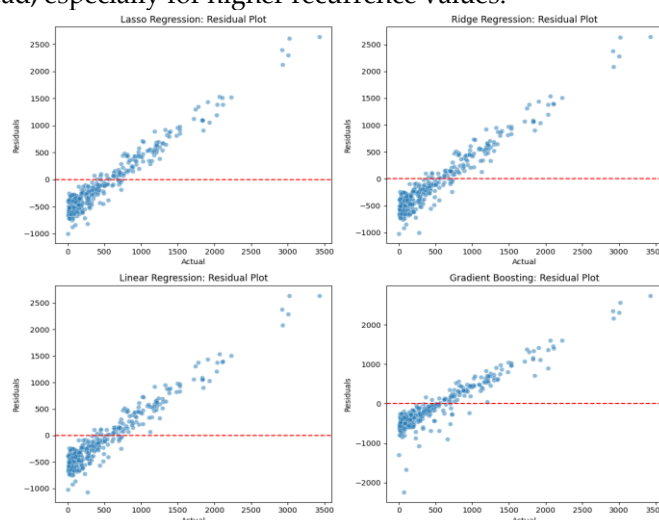 especially for higher recurrence values.
Lasso Regression: Residual Plot
2500
2000
1500
1000
500
0
−500
−1000
Residuals
0 500 1000 1500 2000 2500 3000 3500
Actual
Ridge Regression: Residual Plot
2500
2000
1500
1000
500
0
−500
−1000
Residuals
0 500 1000 1500 2000 2500 3000
Actual
Linear Regression: Residual Plot
2500
2000
1500
1000
500
0
−500
−1000
Residuals
0 500 1000 1500 2000 2500 3000 3500
Actual
Gradient Boosting: Residual Plot
2000
1000
0
−1000
−2000
Residuals
0 500 1000 1500 2000 2500 3000
Actual